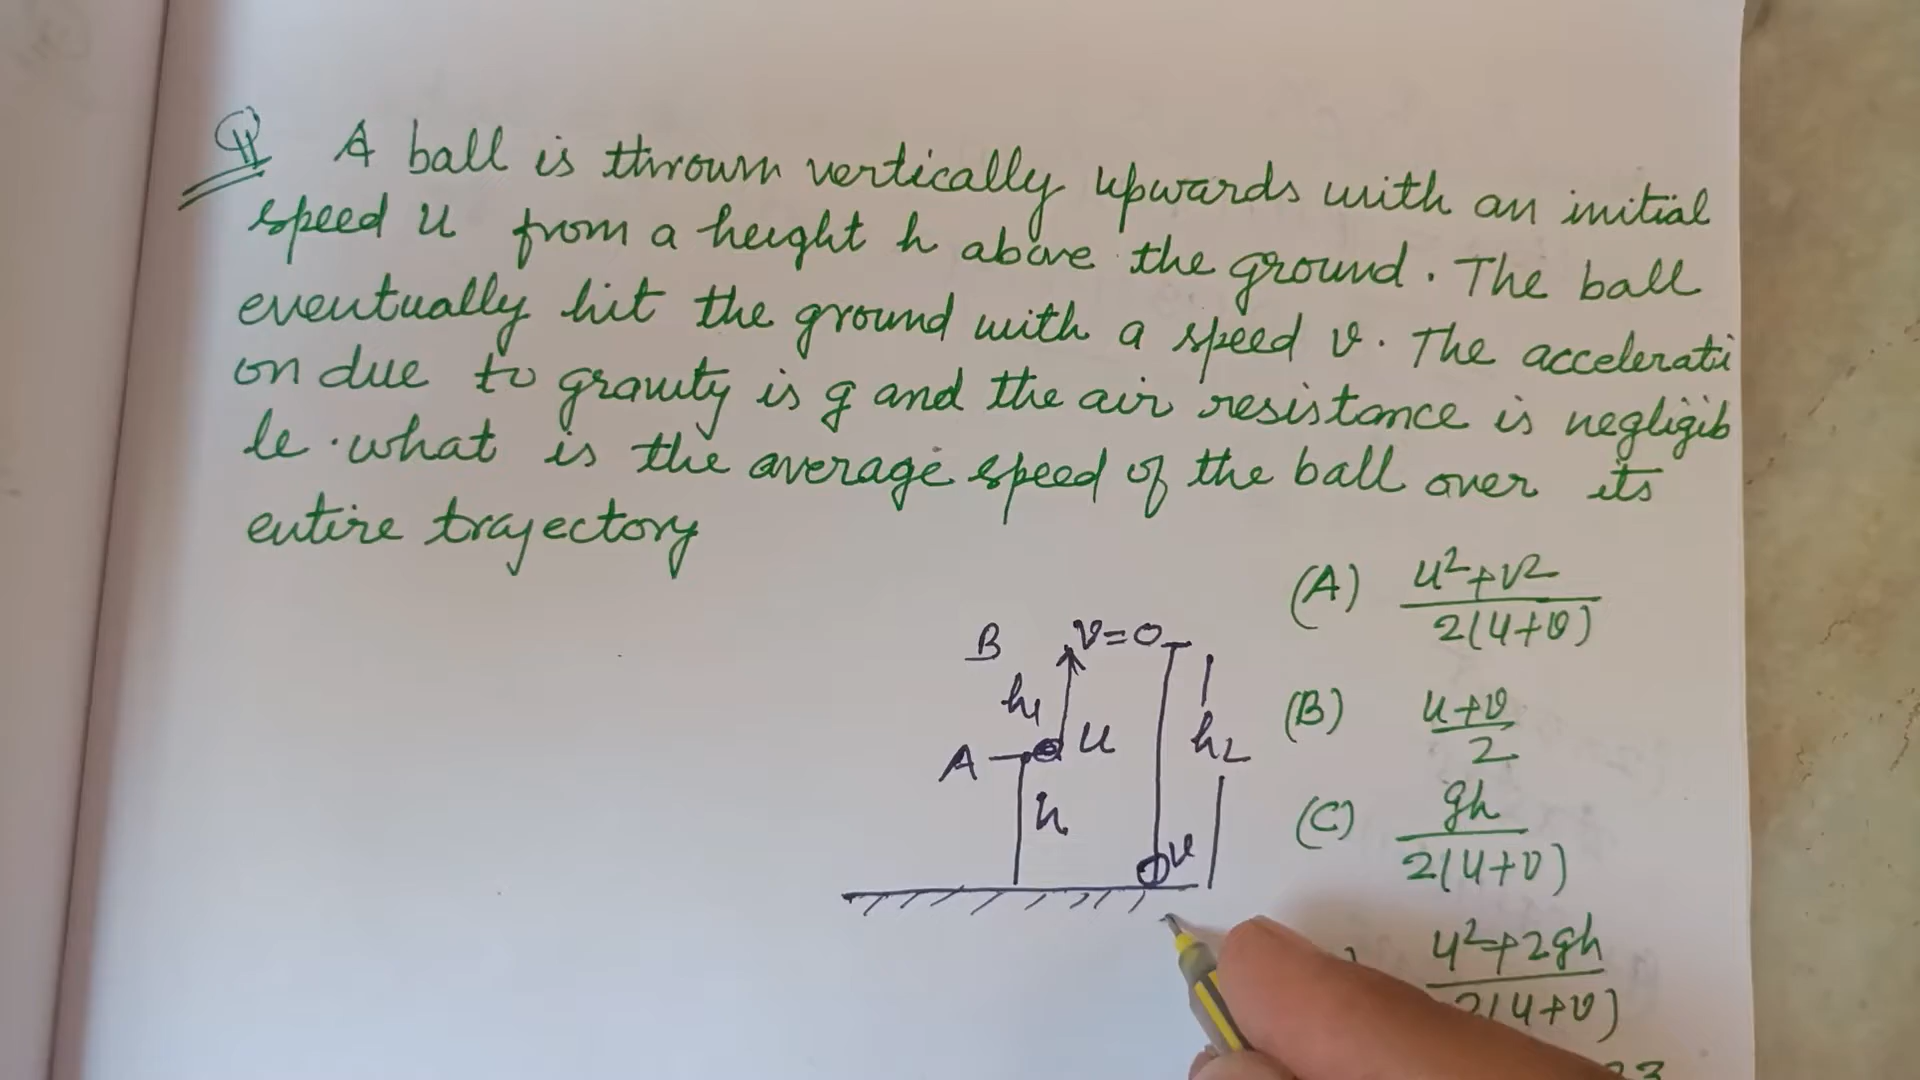 Q A ball is thrown vertically upwards with an initial
speed u from a height h above the ground. The ball
eventually hit the ground with a speed v. The accelerati
on due to gravity is g and the air resistance is negligib
le. what is the average speed of the ball over its
entire trajectory
(A) u²+v² / 2(u+v)
B v=0
h₁
(B) u+v / 2
A u h₂
h
(C) gh / 2(u+v)
v
u²+2gh / 2(u+v)
23